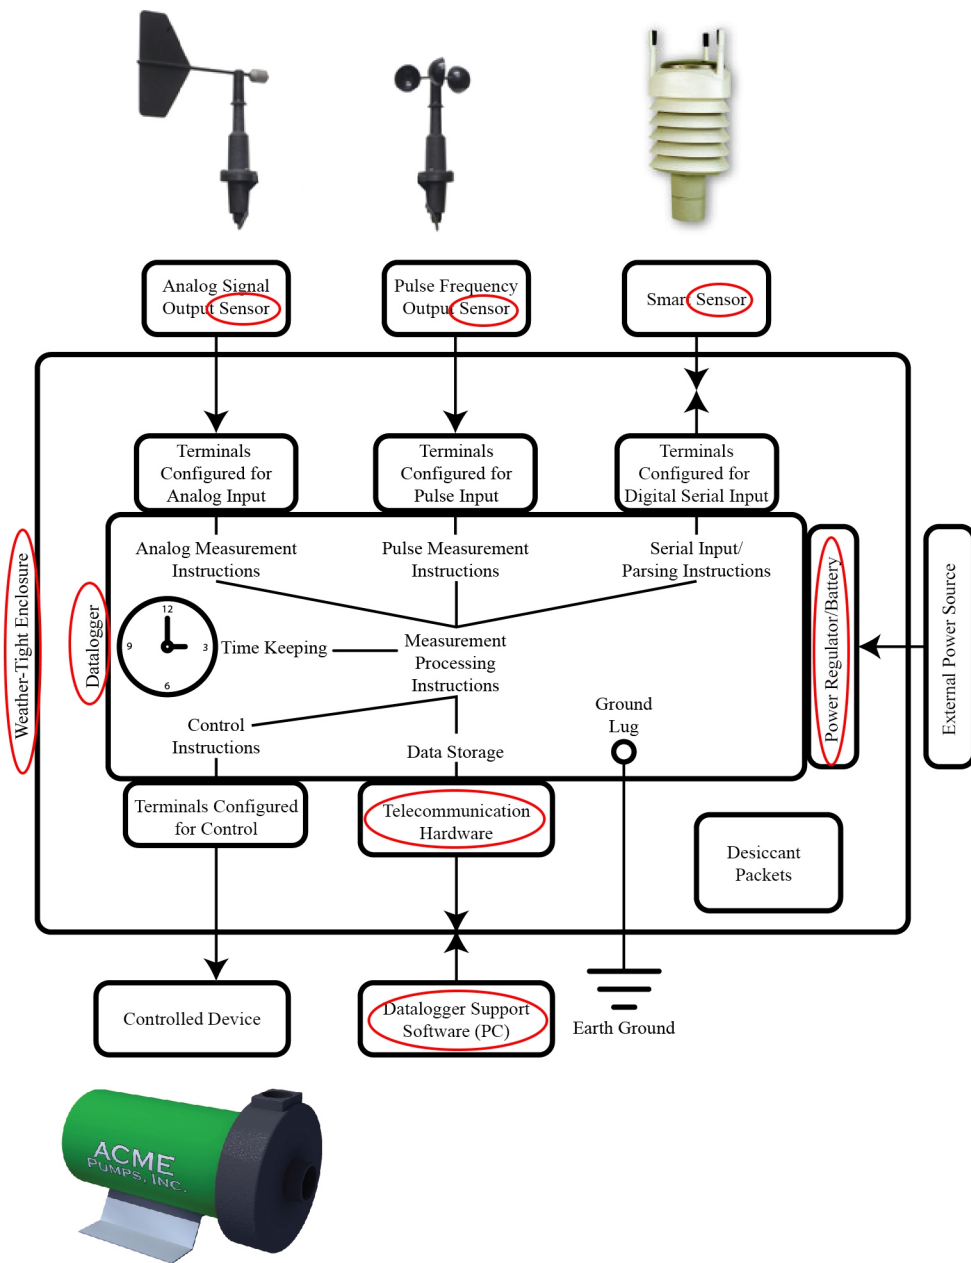 Analog Signal
Output Sensor
Pulse Frequency
Output Sensor
Smart Sensor
Terminals
Configured for
Analog Input
Terminals
Configured for
Pulse Input
Terminals
Configured for
Digital Serial Input
Weather-Tight Enclosure
Datalogger
Analog Measurement
Instructions
Pulse Measurement
Instructions
Serial Input/
Parsing Instructions
Power Regulator/Battery
External Power Source
12
9
3
6
Time Keeping
Measurement
Processing
Instructions
Control
Instructions
Data Storage
Ground
Lug
Terminals Configured
for Control
Telecommunication
Hardware
Desiccant
Packets
Controlled Device
Datalogger Support
Software (PC)
Earth Ground
ACME
PUMPS, INC.